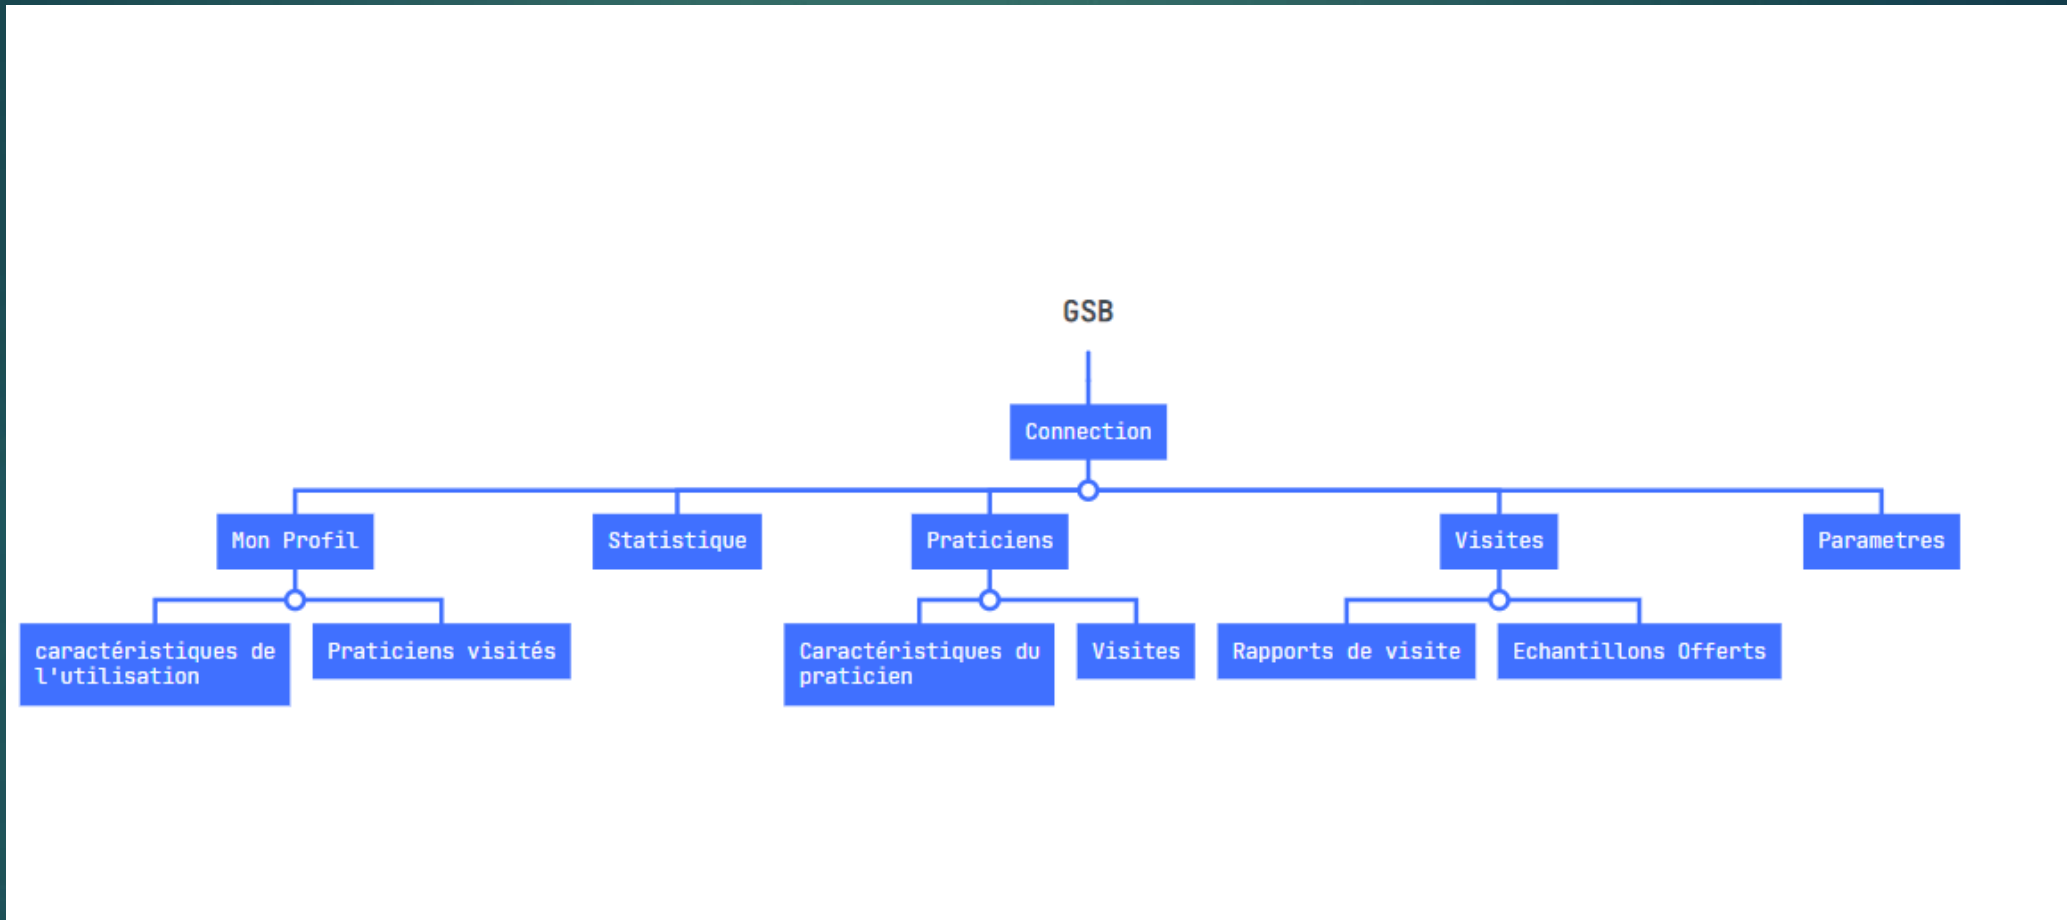 GSB
Connection
Mon Profil
Statistique
Praticiens
Visites
Parametres
caractéristiques de
l'utilisation
Praticiens visités
Caractéristiques du
praticien
Visites
Rapports de visite
Echantillons Offerts